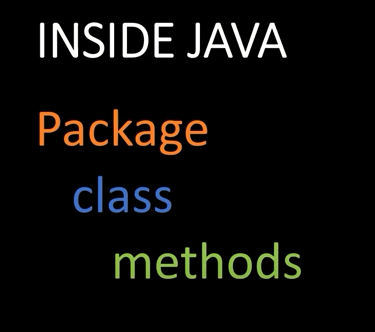 INSIDE JAVA
Package
class
methods